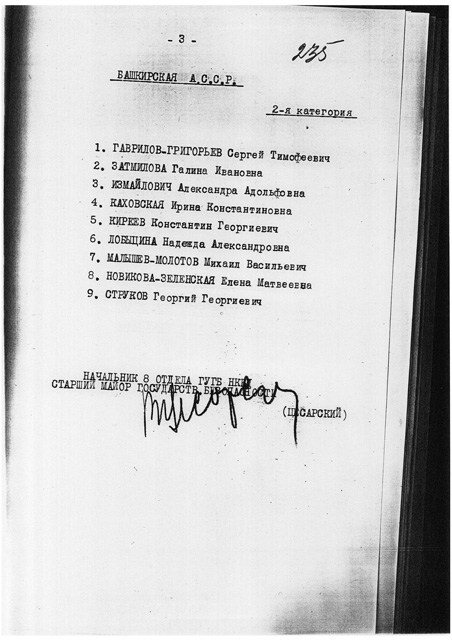 - 3 -
235
БАШКИРСКАЯ А.С.С.Р.
2-я категория
1. ГАВРИЛОВ-ГРИГОРЬЕВ Сергей Тимофеевич
2. ЗАТМИЛОВА Галина Ивановна
3. ИЗМАЙЛОВИЧ Александра Адольфовна
4. КАХОВСКАЯ Ирина Константиновна
5. КИРЕЕВ Константин Георгиевич
6. ЛОБЫЦИНА Надежда Александровна
7. МАЛЫШЕВ-МОЛОТОВ Михаил Васильевич
8. НОВИКОВА-ЗЕЛЕНСКАЯ Елена Матвеевна
9. СТРУКОВ Георгий Георгиевич
НАЧАЛЬНИК 8 ОТДЕЛА ГУГБ НКВД
СТАРШИЙ МАЙОР ГОСУДАРСТВ.БЕЗОПАСНОСТИ
(ЦЕСАРСКИЙ)